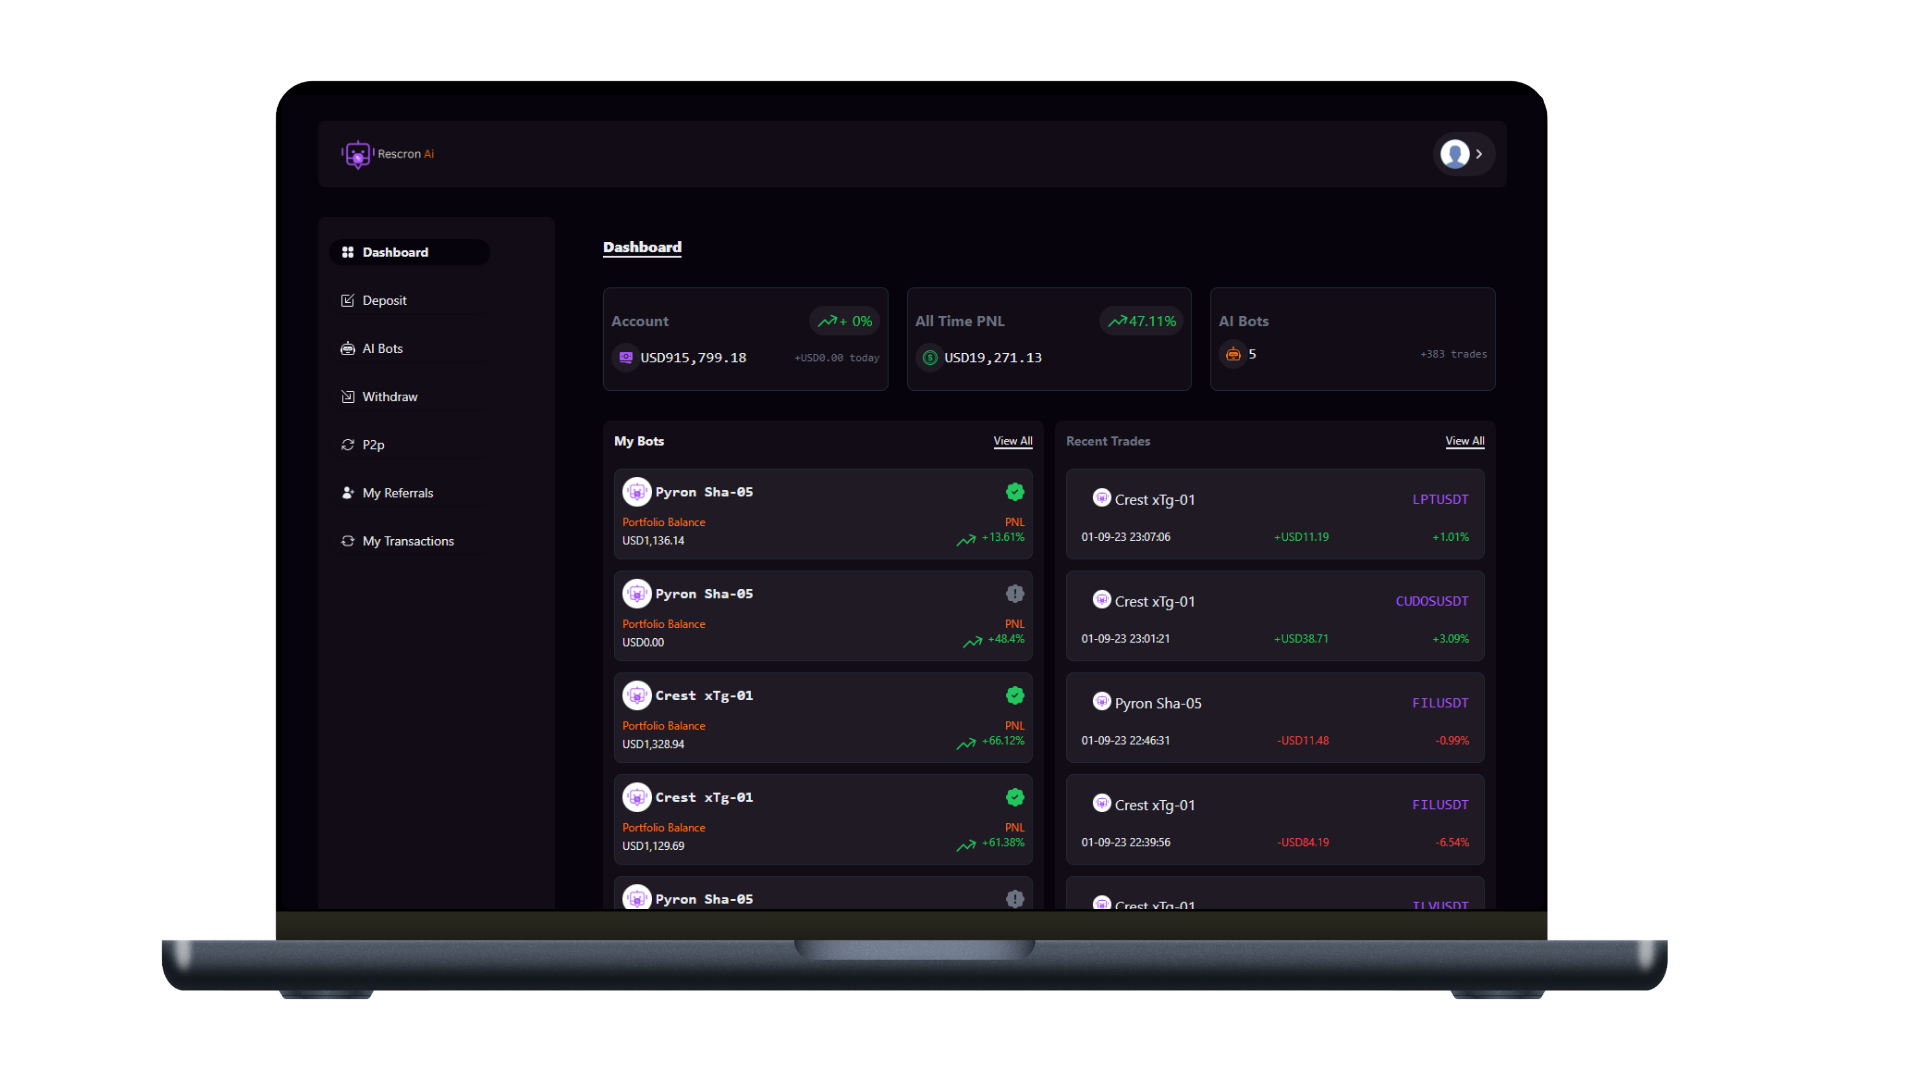 Rescron Ai
Dashboard
Deposit
AI Bots
Withdraw
P2p
My Referrals
My Transactions
Dashboard
Account + 0%
USD915,799.18 +USD0.00 today
All Time PNL 47.11%
USD19,271.13
AI Bots
5 +383 trades
My Bots View All
Pyron Sha-05
Portfolio Balance PNL
USD1,136.14 +13.61%
Pyron Sha-05
Portfolio Balance PNL
USD0.00 +48.4%
Crest xTg-01
Portfolio Balance PNL
USD1,328.94 +66.12%
Crest xTg-01
Portfolio Balance PNL
USD1,129.69 +61.38%
Pyron Sha-05
Recent Trades View All
Crest xTg-01 LPTUSDT
01-09-23 23:07:06 +USD11.19 +1.01%
Crest xTg-01 CUDOSUSDT
01-09-23 23:01:21 +USD38.71 +3.09%
Pyron Sha-05 FILUSDT
01-09-23 22:46:31 -USD11.48 -0.99%
Crest xTg-01 FILUSDT
01-09-23 22:39:56 -USD84.19 -6.54%
Crest xTg-01 ILVUSDT